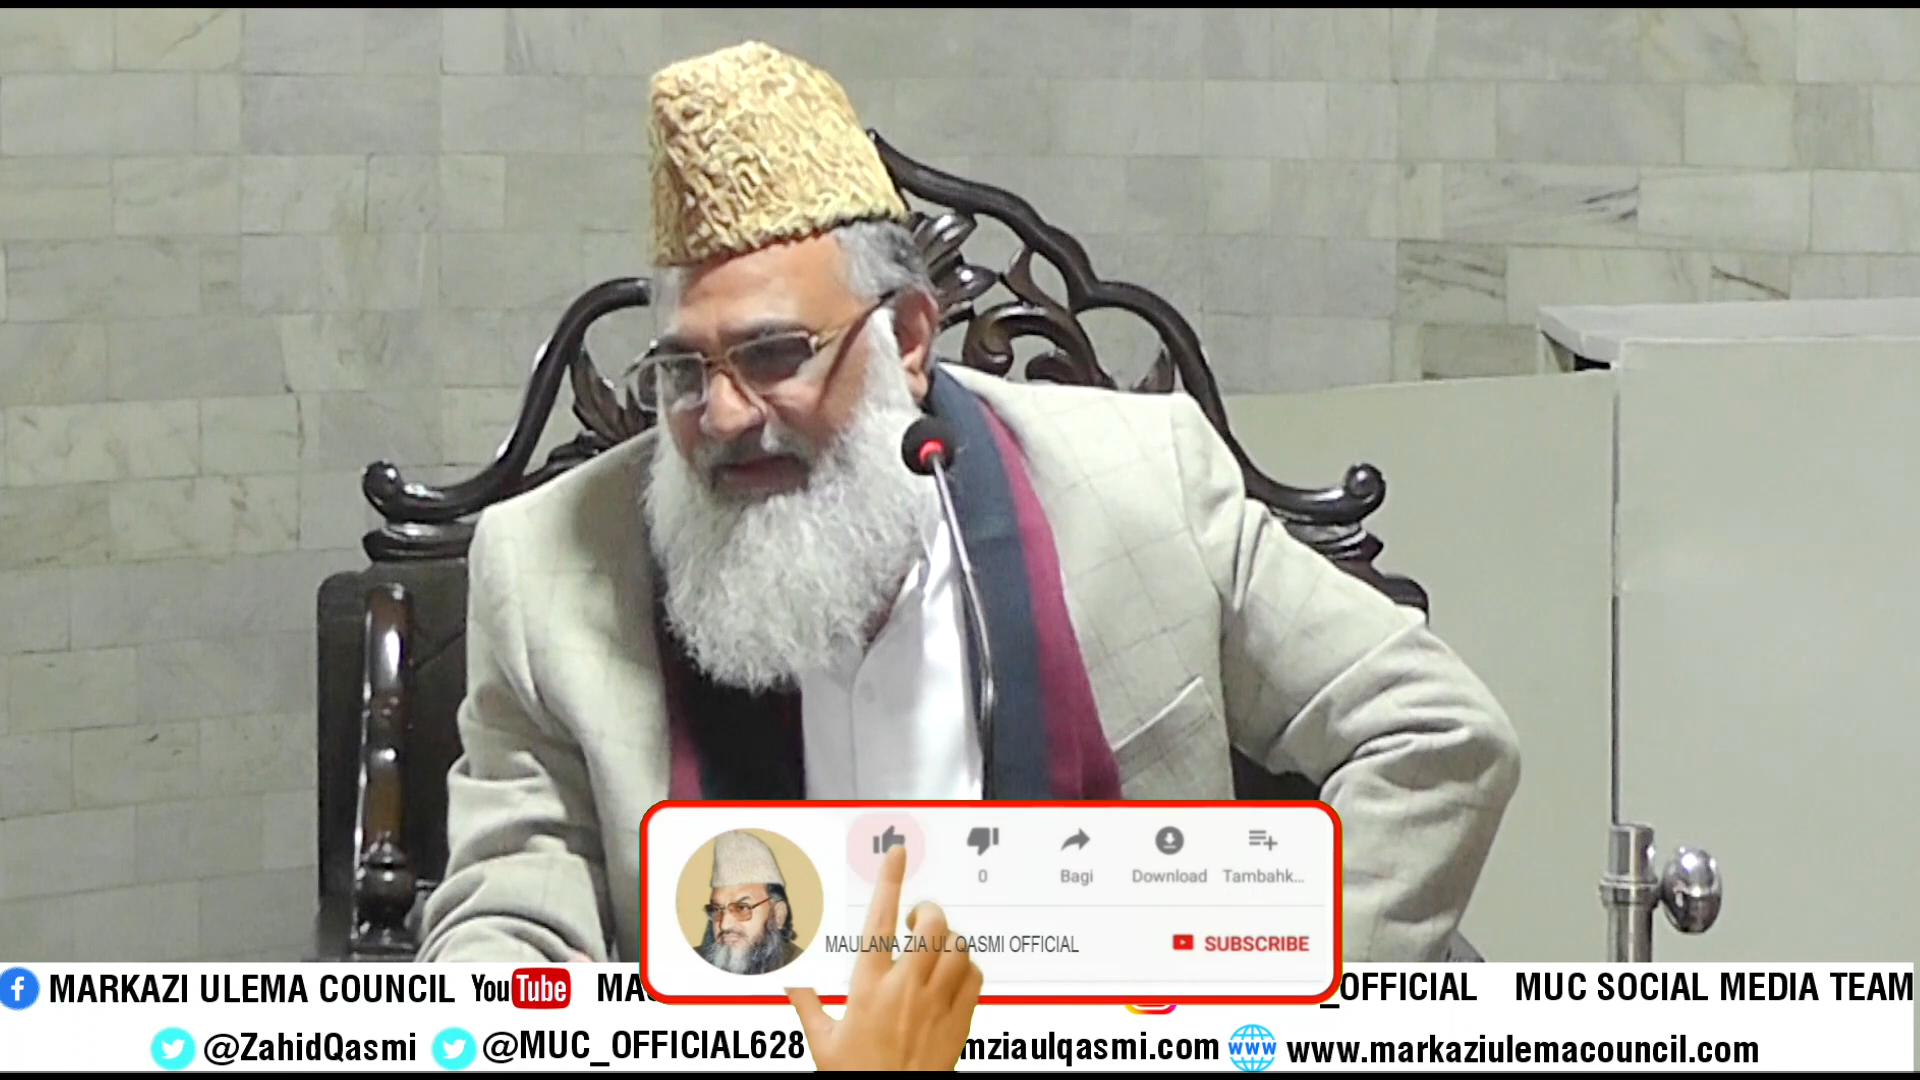 0
Bagi
Download
Tambahk...
MAULANA ZIA UL QASMI OFFICIAL
SUBSCRIBE
MARKAZI ULEMA COUNCIL YouTube _OFFICIAL MUC SOCIAL MEDIA TEAM
@ZahidQasmi @MUC_OFFICIAL628 mziaulqasmi.com www www.markaziulemacouncil.com